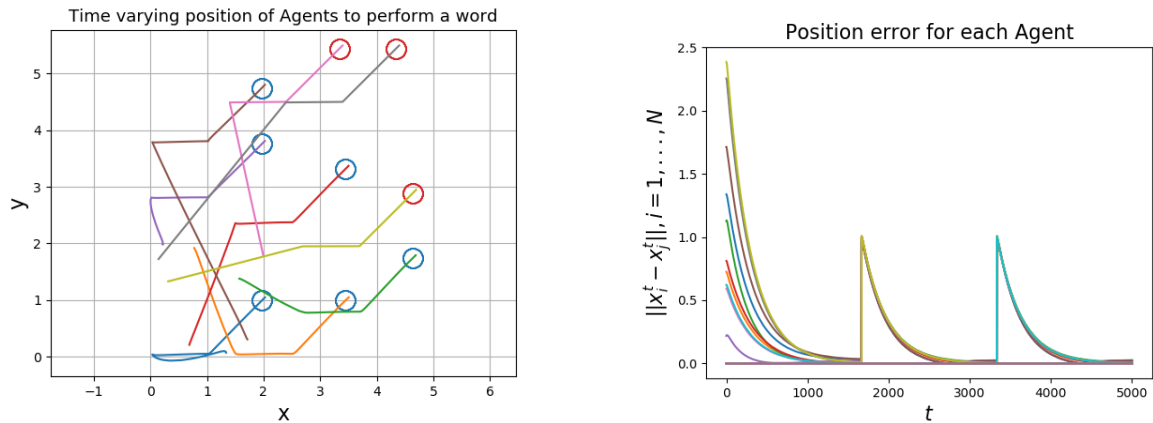 Time varying position of Agents to perform a word
y
5
4
3
2
1
0
−1 0 1 2 3 4 5 6
x
Position error for each Agent
||x_i^t − x_j^t||, i = 1, . . . , N
2.5
2.0
1.5
1.0
0.5
0.0
0 1000 2000 3000 4000 5000
t